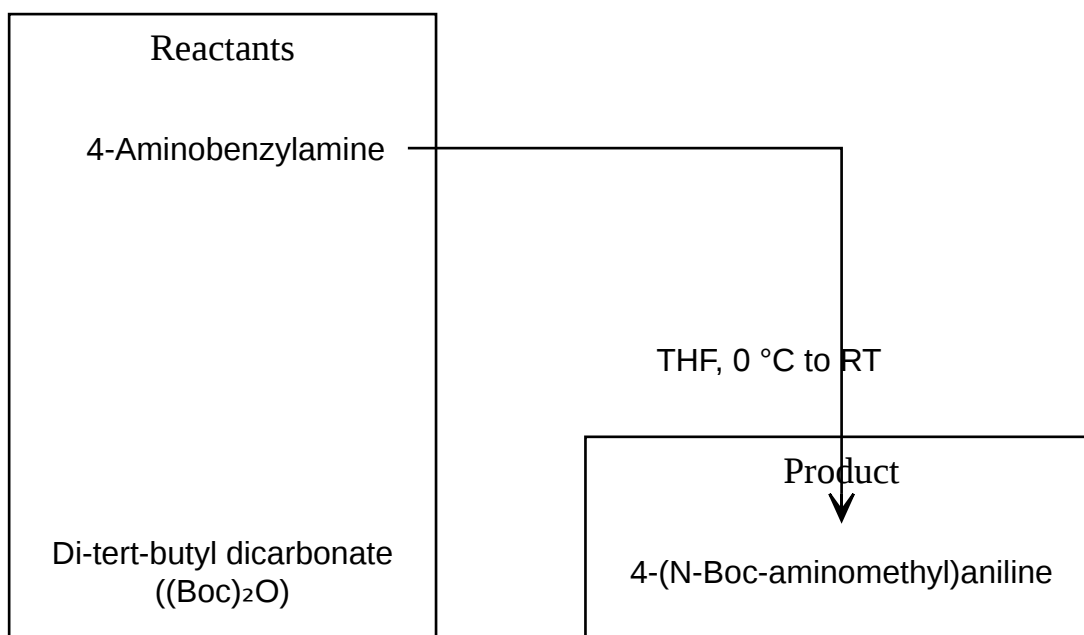 Reactants
4-Aminobenzylamine
THF, 0 °C to RT
Product
Di-tert-butyl dicarbonate
((Boc)₂O)
4-(N-Boc-aminomethyl)aniline